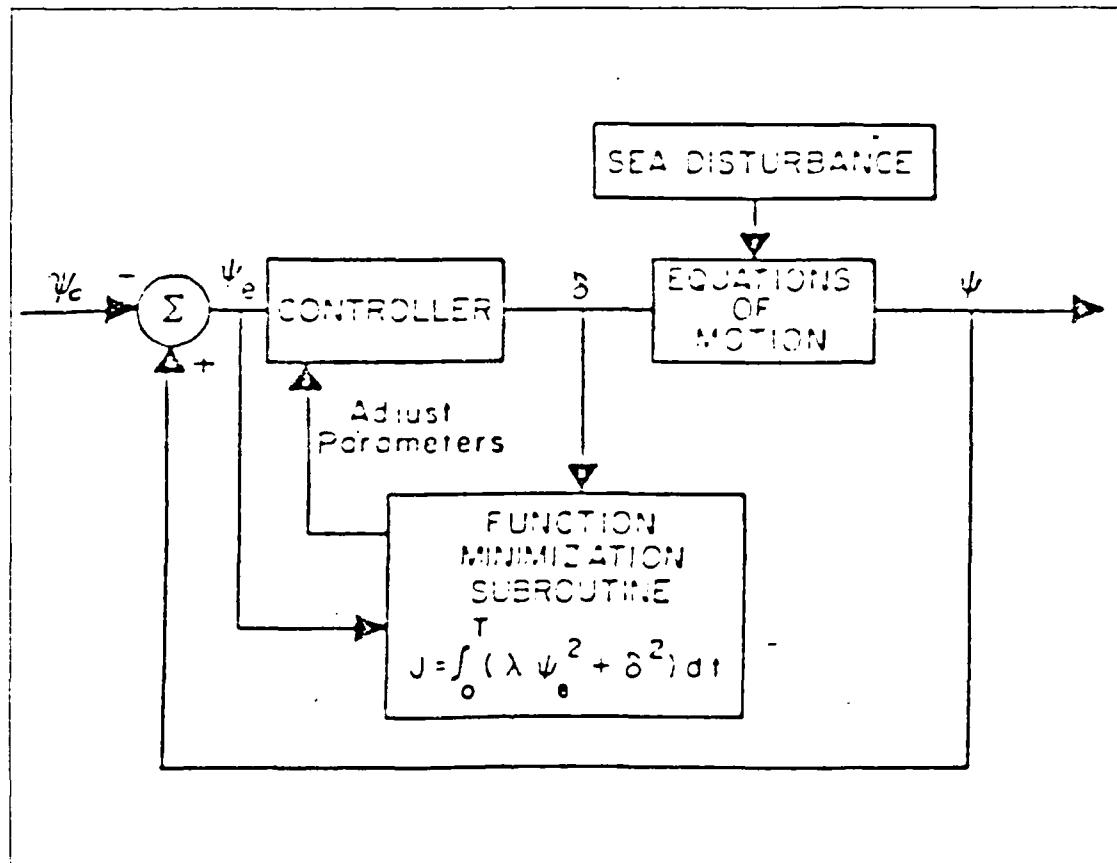 SEA DISTURBANCE
ψc
-
Σ
+
ψe
CONTROLLER
δ
EQUATIONS
OF
MOTION
ψ
Adjust
Parameters
FUNCTION
MINIMIZATION
SUBROUTINE
J = ∫₀ᵀ (λ ψe² + δ²) dt